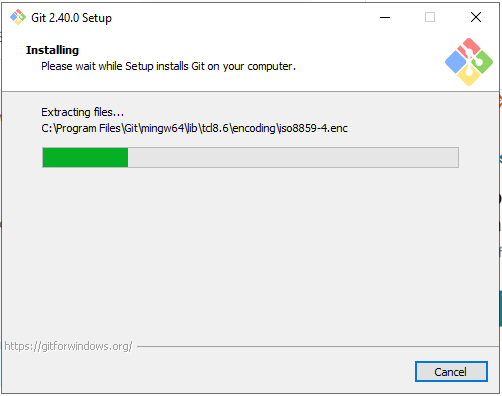 Git 2.40.0 Setup
Installing
Please wait while Setup installs Git on your computer.
Extracting files...
C:\Program Files\Git\mingw64\lib\tcl8.6\encoding\iso8859-4.enc
https://gitforwindows.org/
Cancel